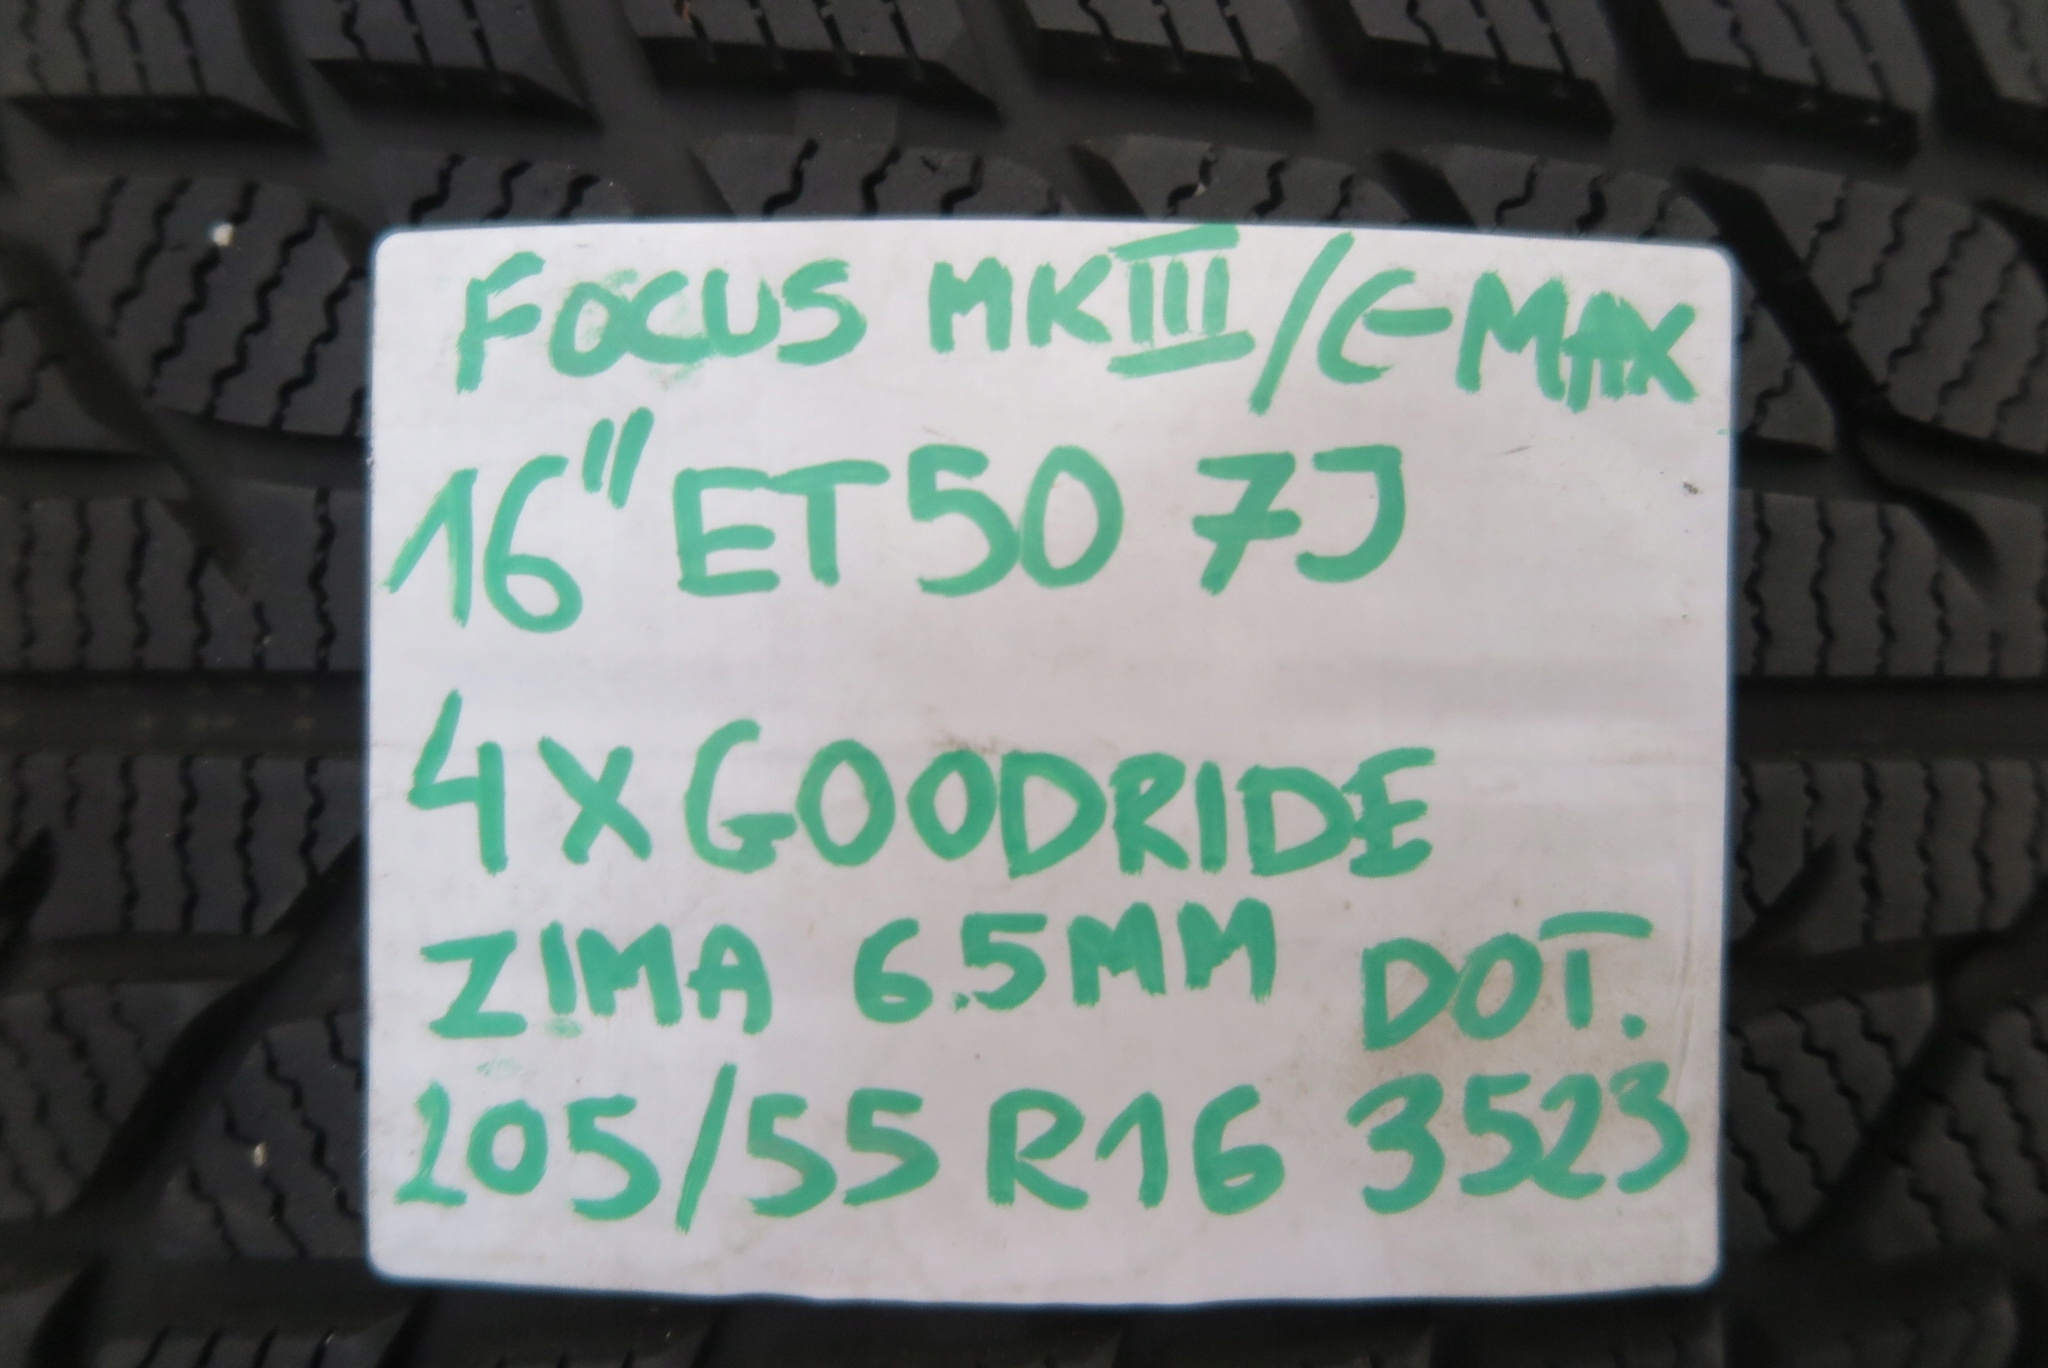 FOCUS MKIII/C-MAX
16" ET50 7J
4X GOODRIDE
ZIMA 6.5MM DOT.
205/55 R16 3523